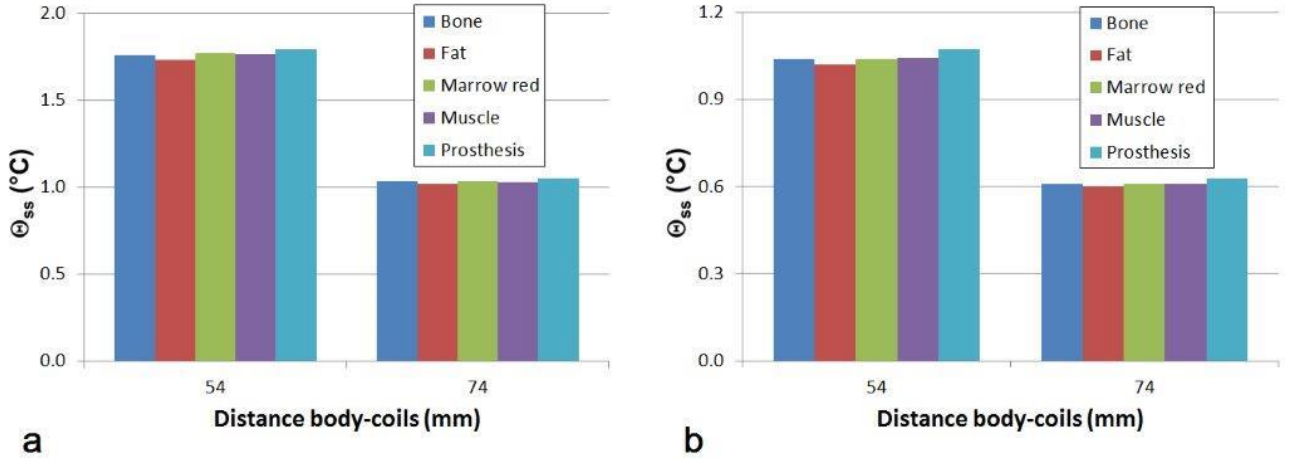 2.0
1.5
1.0
0.5
0.0
Θss (°C)
Bone
Fat
Marrow red
Muscle
Prosthesis
54
74
Distance body-coils (mm)
a
1.2
0.9
0.6
0.3
0.0
Θss (°C)
Bone
Fat
Marrow red
Muscle
Prosthesis
54
74
Distance body-coils (mm)
b